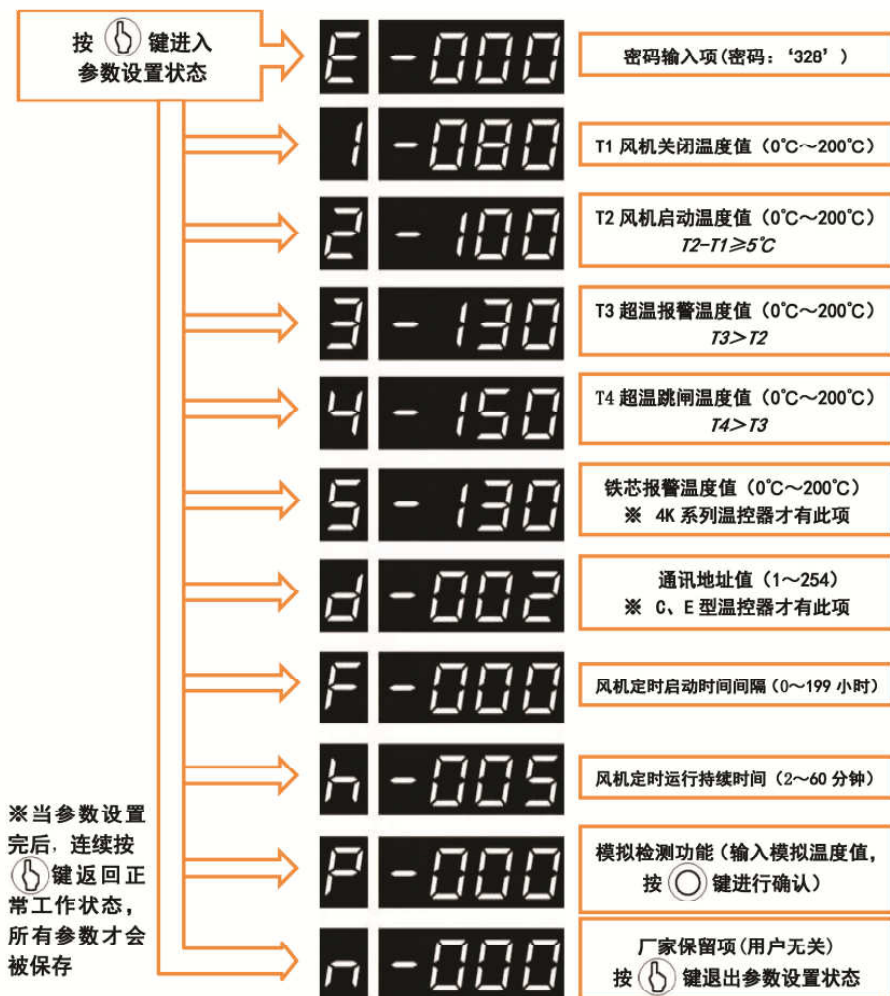 按 键进入
参数设置状态
E -000
密码输入项(密码：‘328’)
1 -080
T1 风机关闭温度值（0℃～200℃）
2 -100
T2 风机启动温度值（0℃～200℃）
T2-T1≥5℃
3 -130
T3 超温报警温度值（0℃～200℃）
T3＞T2
4 -150
T4 超温跳闸温度值（0℃～200℃）
T4＞T3
5 -130
铁芯报警温度值（0℃～200℃）
※ 4K 系列温控器才有此项
d -002
通讯地址值（1～254）
※ C、E 型温控器才有此项
F -000
风机定时启动时间间隔（0～199 小时）
h -005
风机定时运行持续时间（2～60 分钟）
P -000
模拟检测功能（输入模拟温度值，
按 键进行确认）
n -000
厂家保留项(用户无关)
按 键退出参数设置状态
※当参数设置
完后，连续按
键返回正
常工作状态，
所有参数才会
被保存